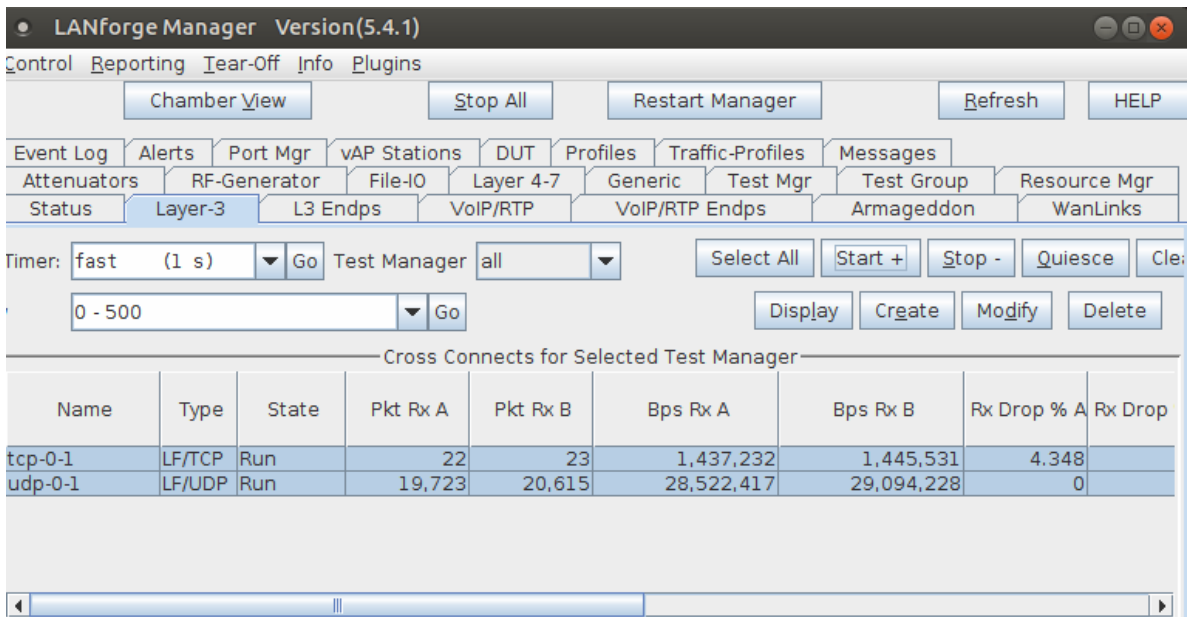 LANforge Manager Version(5.4.1)
Control Reporting Tear-Off Info Plugins
Chamber View Stop All Restart Manager Refresh HELP
Event Log Alerts Port Mgr vAP Stations DUT Profiles Traffic-Profiles Messages
Attenuators RF-Generator File-IO Layer 4-7 Generic Test Mgr Test Group Resource Mgr
Status Layer-3 L3 Endps VoIP/RTP VoIP/RTP Endps Armageddon WanLinks
Timer: fast (1 s) Go Test Manager all Select All Start + Stop - Quiesce Clea
0 - 500 Go Display Create Modify Delete
Cross Connects for Selected Test Manager
Name Type State Pkt Rx A Pkt Rx B Bps Rx A Bps Rx B Rx Drop % A Rx Drop
tcp-0-1 LF/TCP Run 22 23 1,437,232 1,445,531 4.348
udp-0-1 LF/UDP Run 19,723 20,615 28,522,417 29,094,228 0